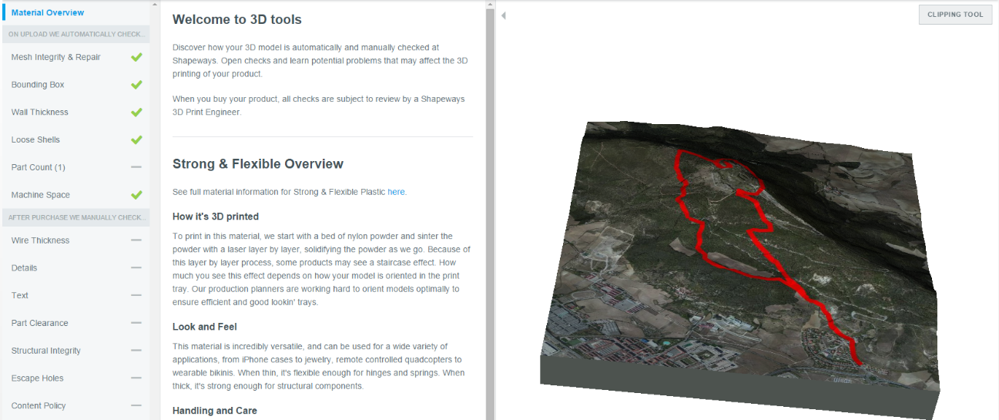 Material Overview
ON UPLOAD WE AUTOMATICALLY CHECK...
Mesh Integrity & Repair
Bounding Box
Wall Thickness
Loose Shells
Part Count (1)
Machine Space
AFTER PURCHASE WE MANUALLY CHECK...
Wire Thickness
Details
Text
Part Clearance
Structural Integrity
Escape Holes
Content Policy
Welcome to 3D tools
Discover how your 3D model is automatically and manually checked at
Shapeways. Open checks and learn potential problems that may affect the 3D
printing of your product.
When you buy your product, all checks are subject to review by a Shapeways
3D Print Engineer.
Strong & Flexible Overview
See full material information for Strong & Flexible Plastic here.
How it's 3D printed
To print in this material, we start with a bed of nylon powder and sinter the
powder with a laser layer by layer, solidifying the powder as we go. Because of
this layer by layer process, some products may see a staircase effect. How
much you see this effect depends on how your model is oriented in the print
tray. Our production planners are working hard to orient models optimally to
ensure efficient and good lookin' trays.
Look and Feel
This material is incredibly versatile, and can be used for a wide variety of
applications, from iPhone cases to jewelry, remote controlled quadcopters to
wearable bikinis. When thin, it's flexible enough for hinges and springs. When
thick, it's strong enough for structural components.
Handling and Care
CLIPPING TOOL